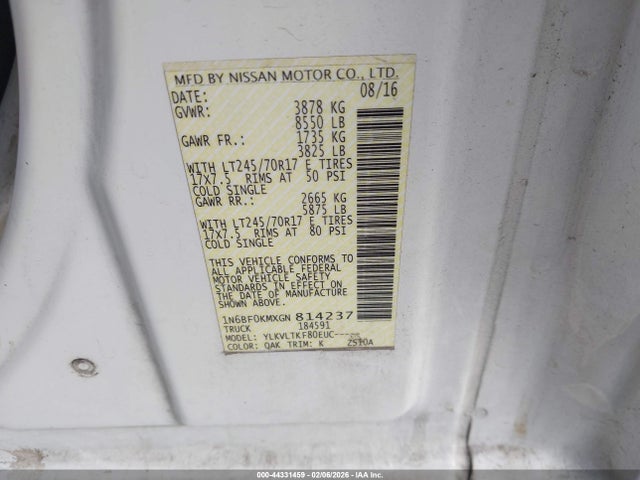 MFD BY NISSAN MOTOR CO., LTD.
DATE: 08/16
GVWR: 3878 KG
8550 LB
GAWR FR.: 1735 KG
3825 LB
WITH LT245/70R17 E TIRES
17X7.5 RIMS AT 50 PSI
COLD SINGLE
GAWR RR.: 2665 KG
5875 LB
WITH LT245/70R17 E TIRES
17X7.5 RIMS AT 80 PSI
COLD SINGLE
THIS VEHICLE CONFORMS TO
ALL APPLICABLE FEDERAL
MOTOR VEHICLE SAFETY
STANDARDS IN EFFECT ON
THE DATE OF MANUFACTURE
SHOWN ABOVE.
1N6BF0KMXGN 814237
TRUCK 184591
MODEL: YLKVLTKF80EUC-----
COLOR: QAK TRIM: K ZS10A
000-44331459 - 02/06/2026 - IAA Inc.